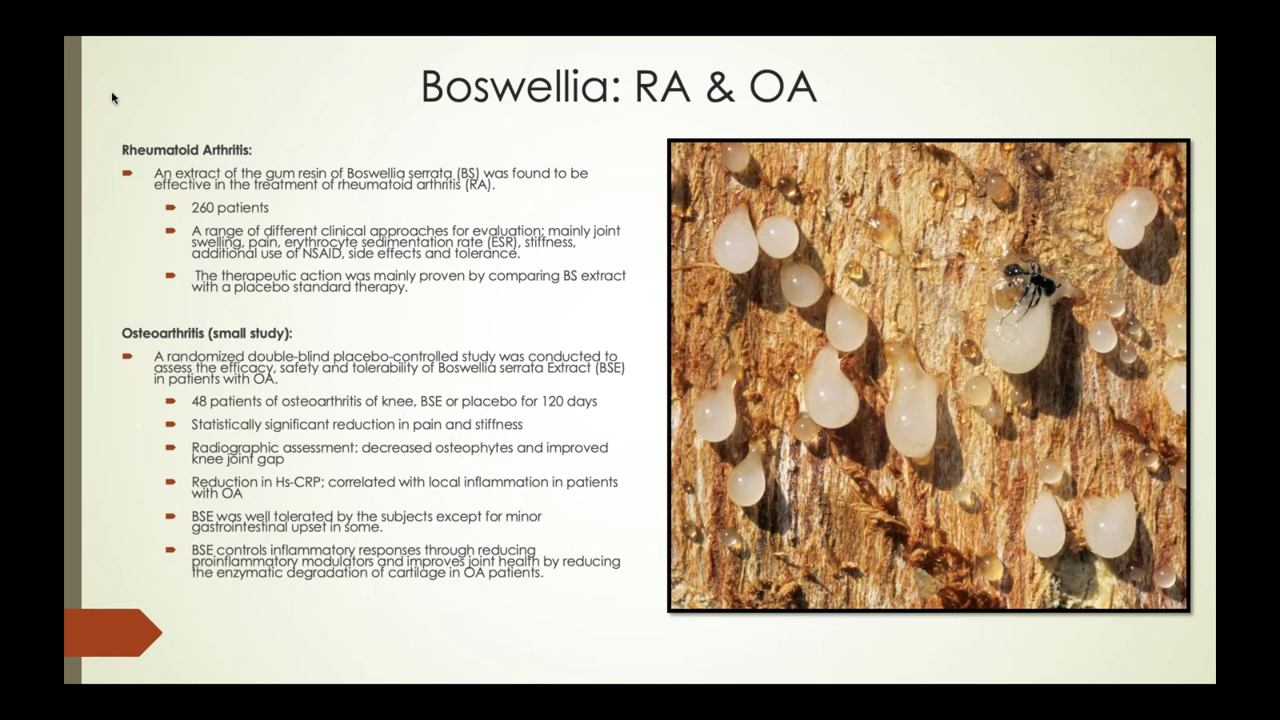 Boswellia: RA & OA
Rheumatoid Arthritis:
An extract of the gum resin of Boswellia serrata (BS) was found to be
effective in the treatment of rheumatoid arthritis (RA).
260 patients
A range of different clinical approaches for evaluation; mainly joint
swelling, pain, erythrocyte sedimentation rate (ESR), stiffness,
additional use of NSAID, side effects and tolerance.
The therapeutic action was mainly proven by comparing BS extract
with a placebo standard therapy.
Osteoarthritis (small study):
A randomized double-blind placebo-controlled study was conducted to
assess the efficacy, safety and tolerability of Boswellia serrata Extract (BSE)
in patients with OA.
48 patients of osteoarthritis of knee, BSE or placebo for 120 days
Statistically significant reduction in pain and stiffness
Radiographic assessment: decreased osteophytes and improved
knee joint gap
Reduction in Hs-CRP; correlated with local inflammation in patients
with OA
BSE was well tolerated by the subjects except for minor
gastrointestinal upset in some.
BSE controls inflammatory responses through reducing
proinflammatory modulators and improves joint health by reducing
the enzymatic degradation of cartilage in OA patients.